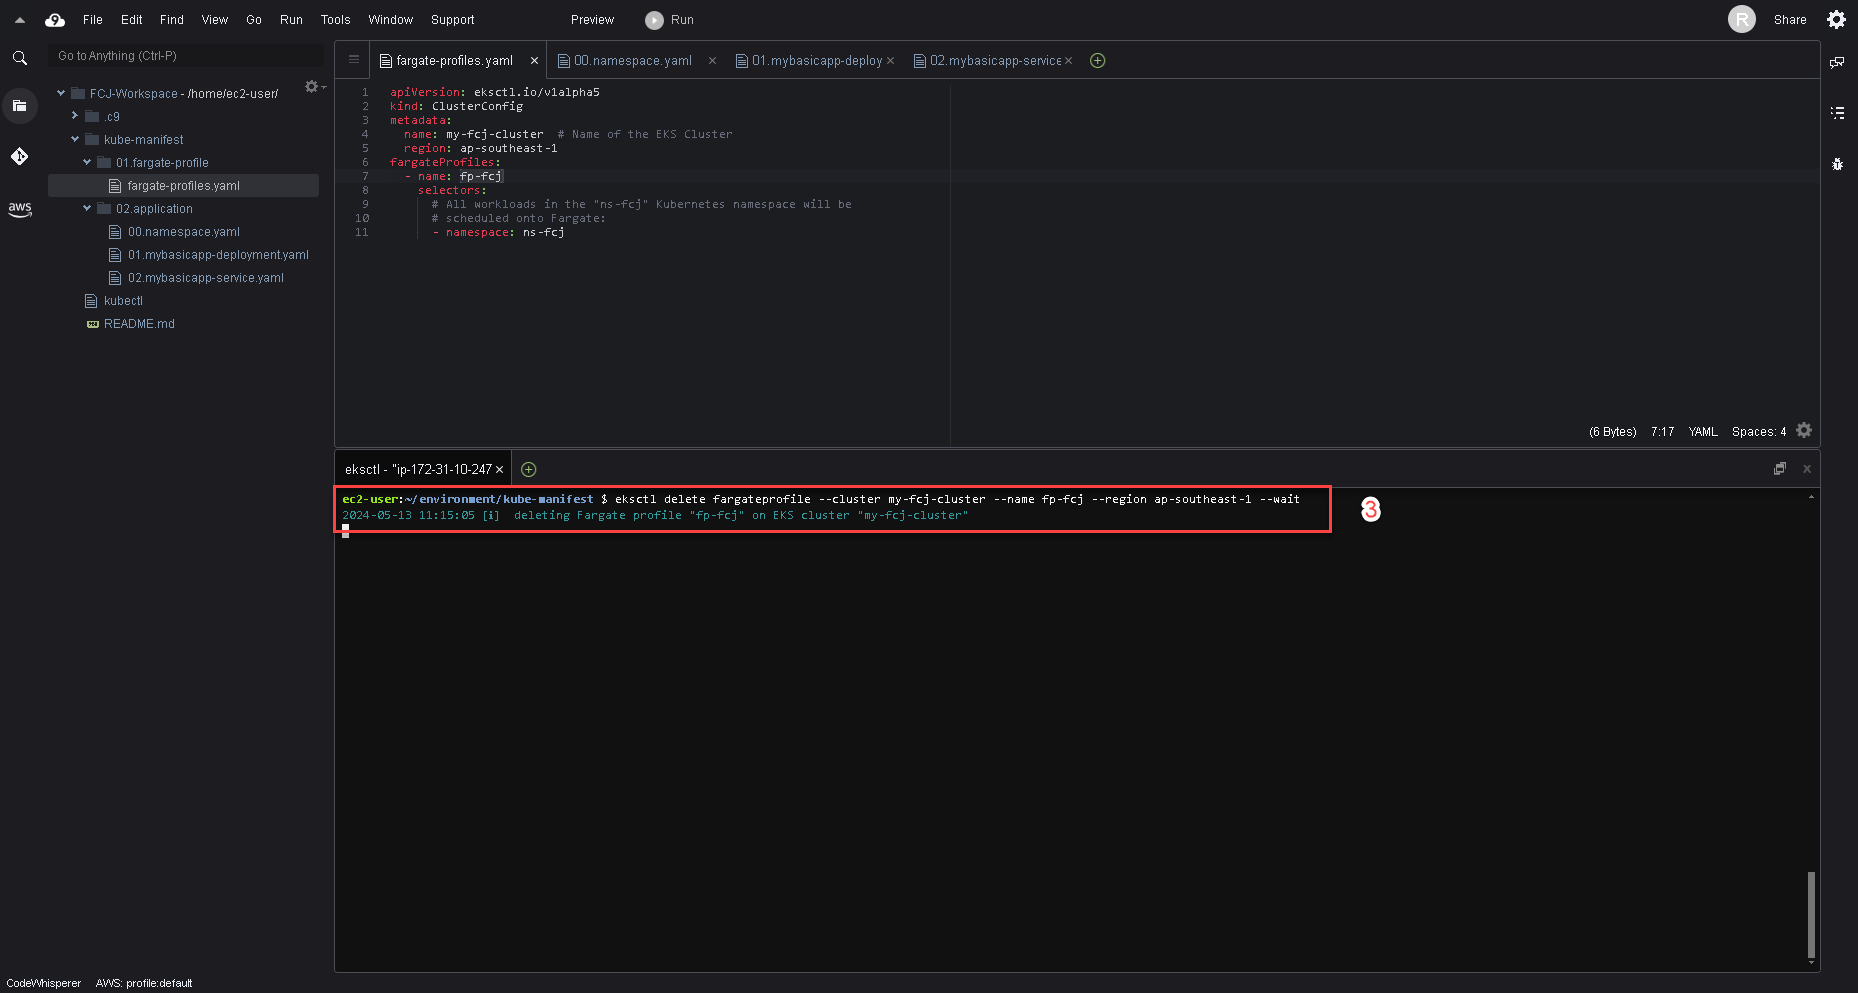 9 File Edit Find View Go Run Tools Window Support Preview Run R Share
Go to Anything (Ctrl-P)
FCJ-Workspace - /home/ec2-user/
.c9
kube-manifest
01.fargate-profile
fargate-profiles.yaml
02.application
00.namespace.yaml
01.mybasicapp-deployment.yaml
02.mybasicapp-service.yaml
kubectl
README.md
aws
fargate-profiles.yaml 00.namespace.yaml 01.mybasicapp-deploy 02.mybasicapp-service
1 apiVersion: eksctl.io/v1alpha5
2 kind: ClusterConfig
3 metadata:
4 name: my-fcj-cluster # Name of the EKS Cluster
5 region: ap-southeast-1
6 fargateProfiles:
7 - name: fp-fcj
8 selectors:
9 # All workloads in the "ns-fcj" Kubernetes namespace will be
10 # scheduled onto Fargate:
11 - namespace: ns-fcj
(6 Bytes) 7:17 YAML Spaces: 4
eksctl - "ip-172-31-10-247
ec2-user:~/environment/kube-manifest $ eksctl delete fargateprofile --cluster my-fcj-cluster --name fp-fcj --region ap-southeast-1 --wait
2024-05-13 11:15:05 [i] deleting Fargate profile "fp-fcj" on EKS cluster "my-fcj-cluster"
3
CodeWhisperer AWS: profile:default